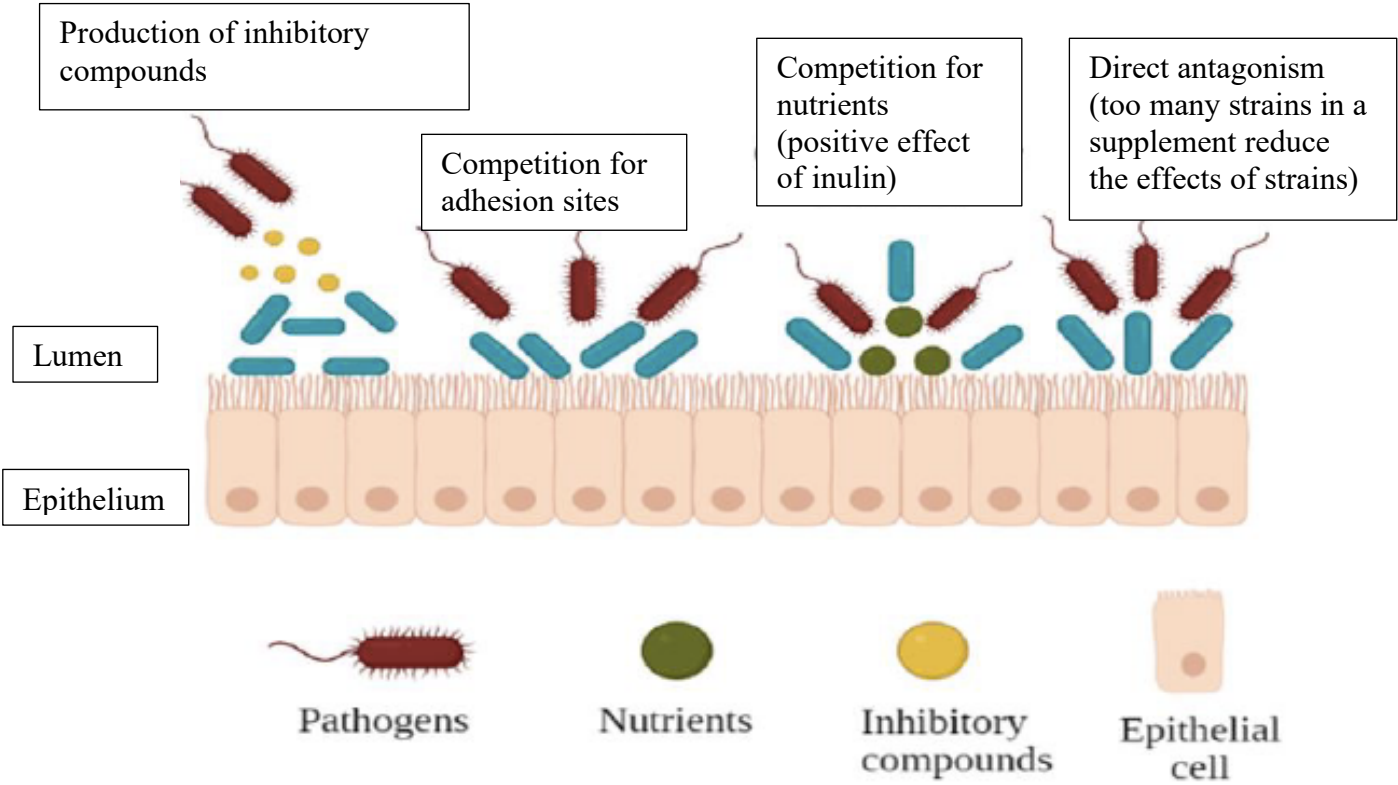 Production of inhibitory
compounds
Competition for
adhesion sites
Competition for
nutrients
(positive effect
of inulin)
Direct antagonism
(too many strains in a
supplement reduce
the effects of strains)
Lumen
Epithelium
Pathogens
Nutrients
Inhibitory
compounds
Epithelial
cell